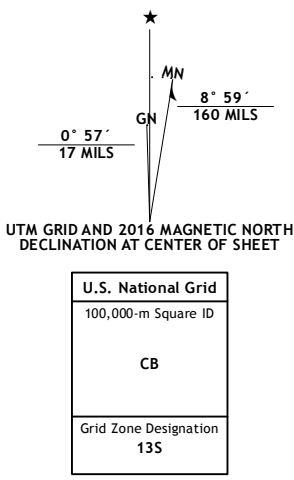 ★
MN
GN
8° 59´
160 MILS
0° 57´
17 MILS
UTM GRID AND 2016 MAGNETIC NORTH
DECLINATION AT CENTER OF SHEET
U.S. National Grid
100,000-m Square ID
CB
Grid Zone Designation
13S